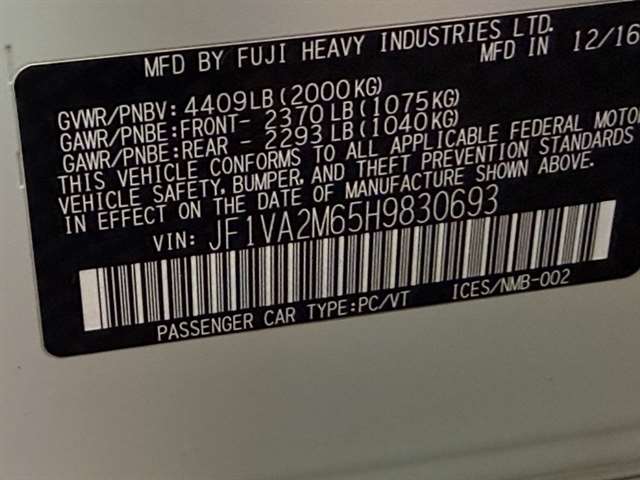 MFD BY FUJI HEAVY INDUSTRIES LTD.
MFD IN 12/16
GVWR/PNBV: 4409LB(2000KG)
GAWR/PNBE:FRONT- 2370LB(1075KG)
GAWR/PNBE:REAR - 2293LB(1040KG)
THIS VEHICLE CONFORMS TO ALL APPLICABLE FEDERAL MOTO
VEHICLE SAFETY, BUMPER, AND THEFT PREVENTION STANDARDS
IN EFFECT ON THE DATE OF MANUFACTURE SHOWN ABOVE.
VIN: JF1VA2M65H9830693
PASSENGER CAR TYPE:PC/VT ICES/NMB-002